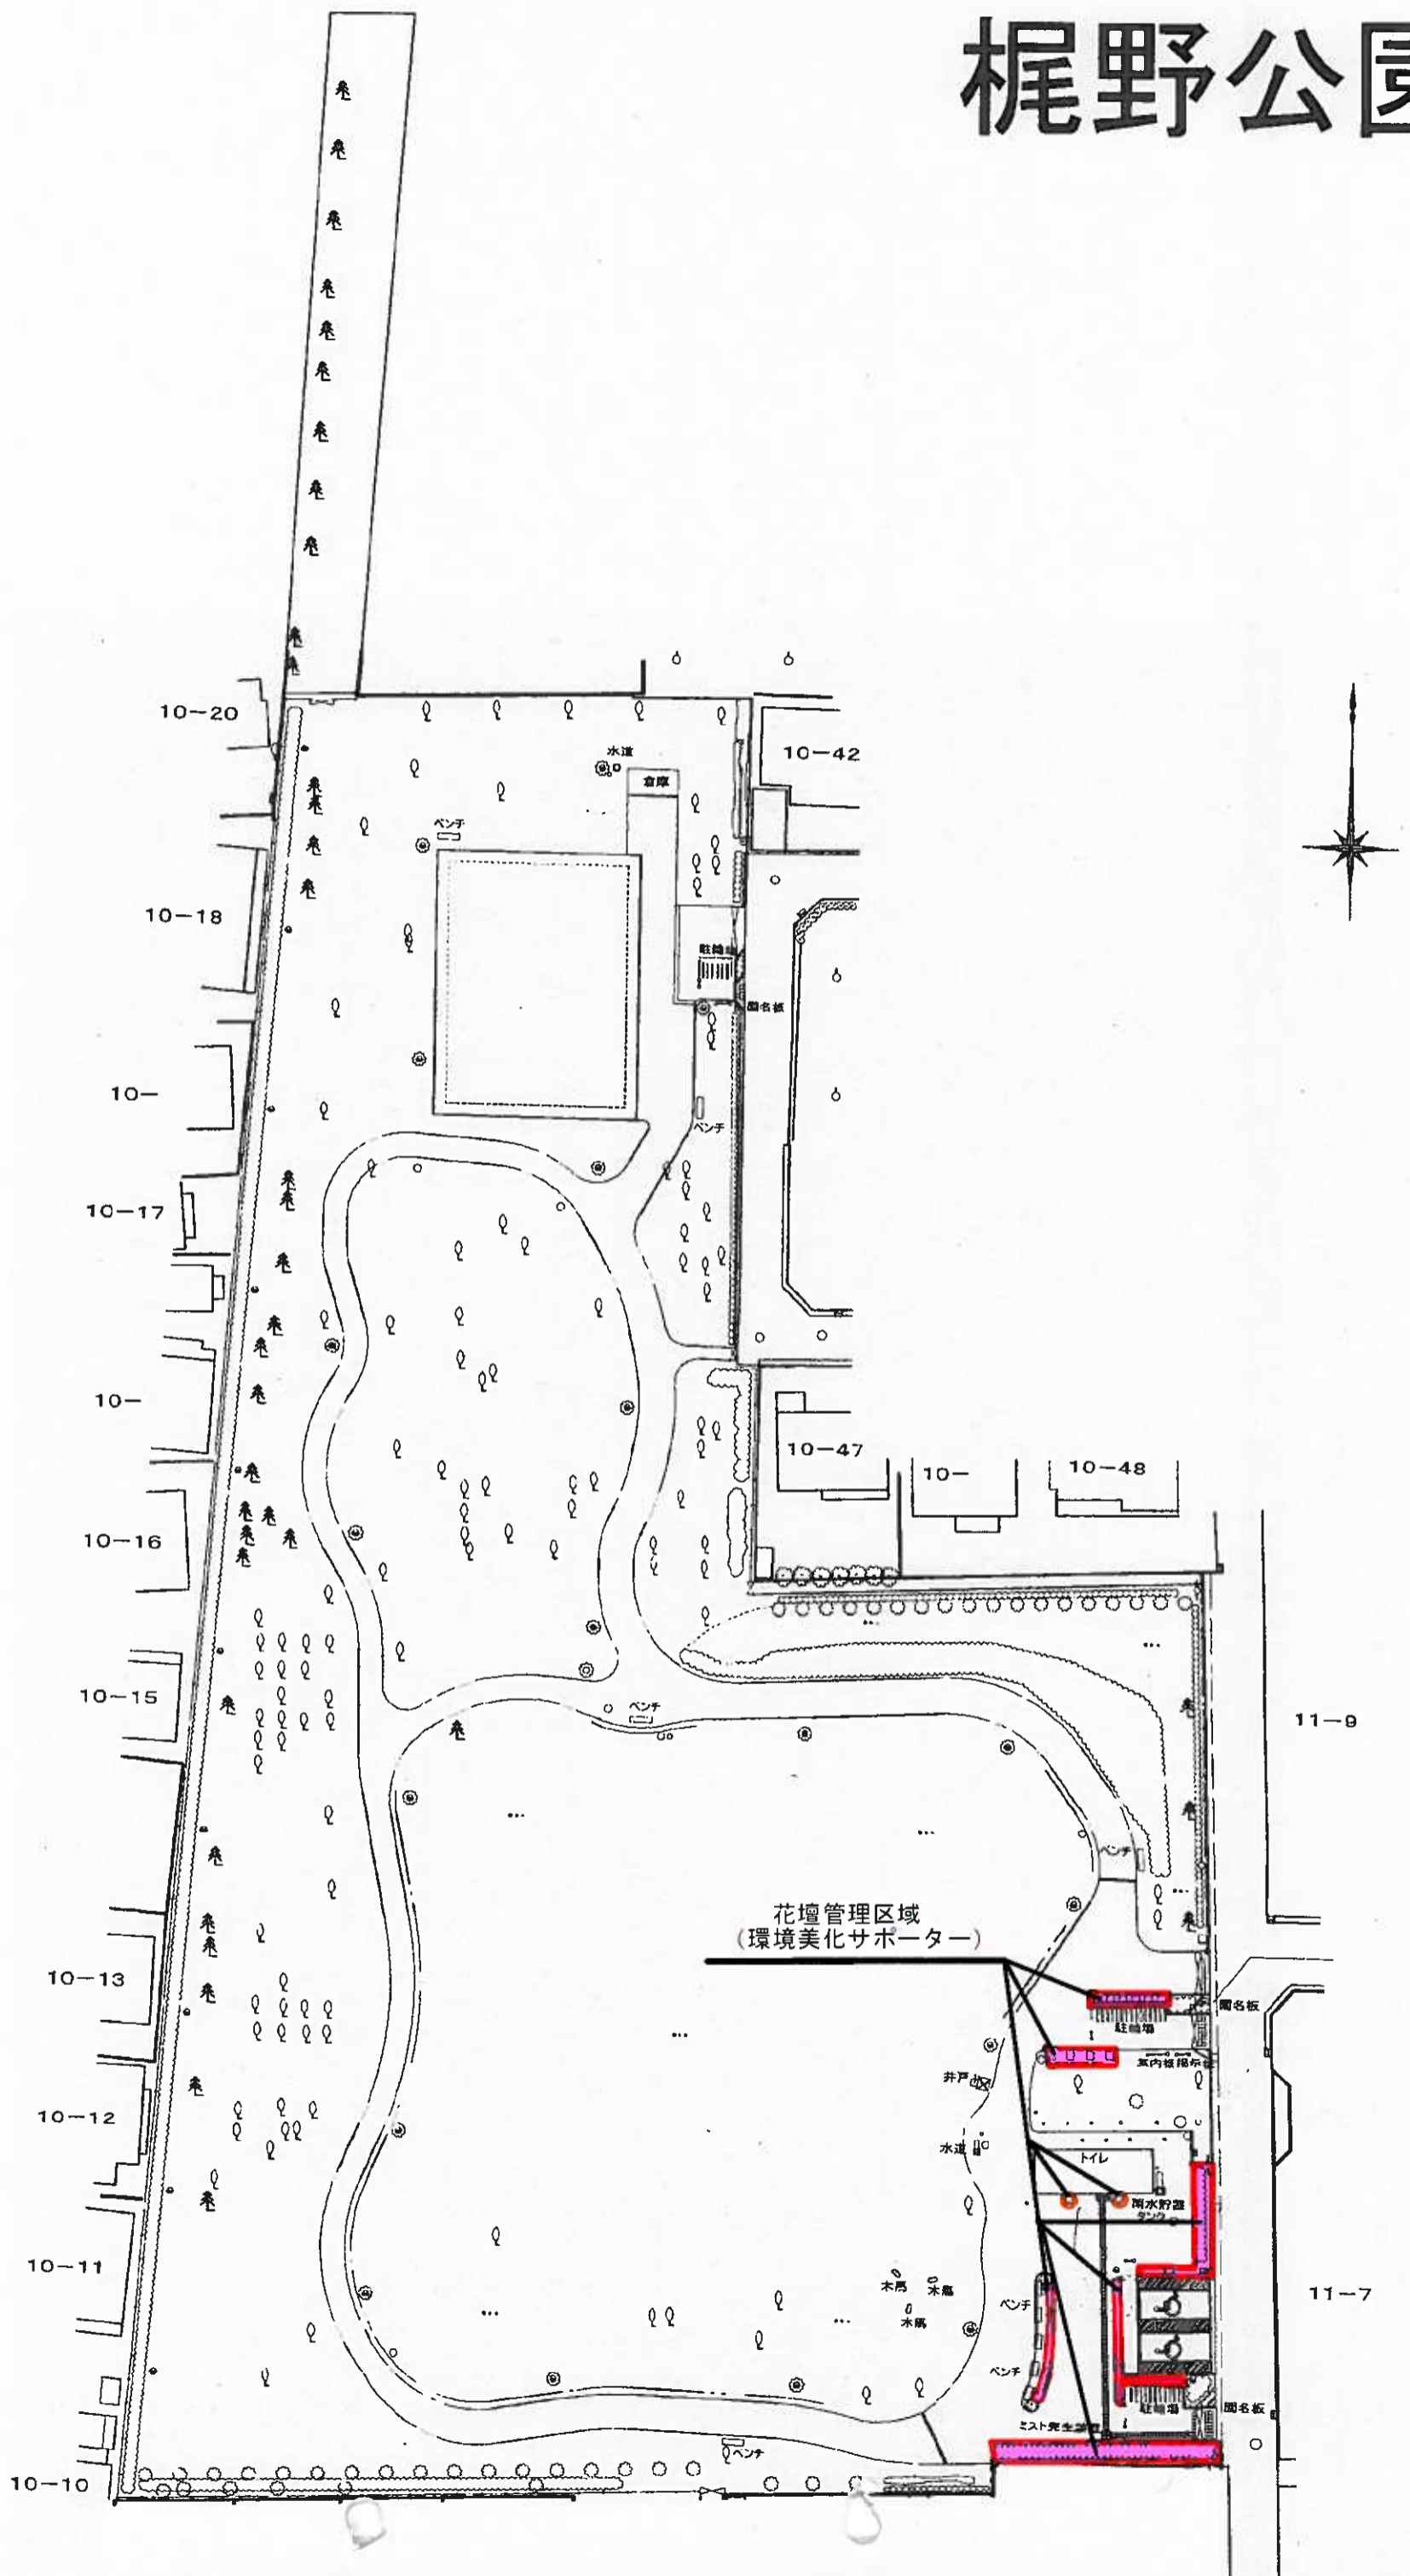 梶野公園
10-20
水道
倉庫
10-42
ベンチ
10-18
駐輪場
園名板
10-
ベンチ
10-17
10-
10-47
10-
10-48
10-16
10-15
ベンチ
11-9
ベンチ
花壇管理区域
(環境美化サポーター)
10-13
園名板
駐輪場
案内板掲示板
井戸
10-12
水道
トイレ
雨水貯留
タンク
10-11
木馬
木馬
木馬
ベンチ
11-7
ベンチ
駐輪場
園名板
ミスト発生装置
ベンチ
10-10